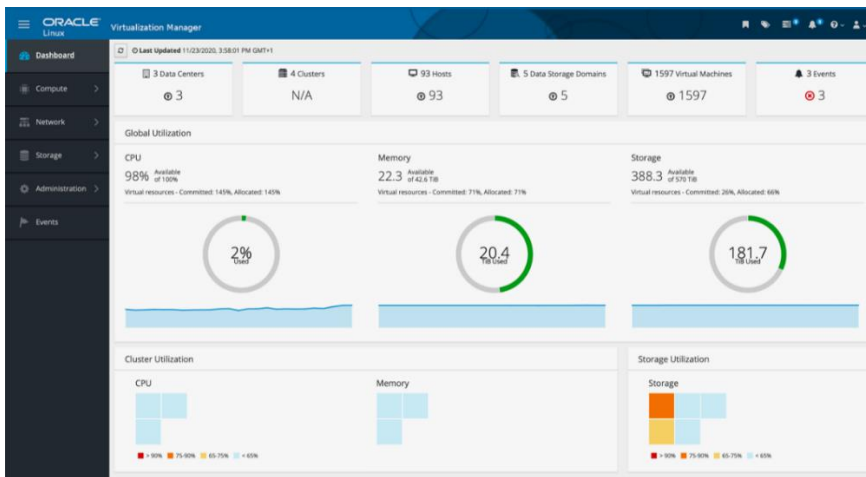 ORACLE
Linux
Virtualization Manager
Dashboard
Compute
Network
Storage
Administration
Events
Last Updated 11/23/2020, 3:58:01 PM GMT+1
3 Data Centers
3
4 Clusters
N/A
93 Hosts
93
5 Data Storage Domains
5
1597 Virtual Machines
1597
3 Events
3
Global Utilization
CPU
98% Available
of 100%
Virtual resources - Committed: 145%, Allocated: 145%
2%
Used
Memory
22.3 Available
of 42.6 TiB
Virtual resources - Committed: 71%, Allocated: 71%
20.4
TiB Used
Storage
388.3 Available
of 570 TiB
Virtual resources - Committed: 26%, Allocated: 66%
181.7
TiB Used
Cluster Utilization
CPU
> 90% 75-90% 65-75% < 65%
Memory
Storage Utilization
Storage
> 90% 75-90% 65-75% < 65%